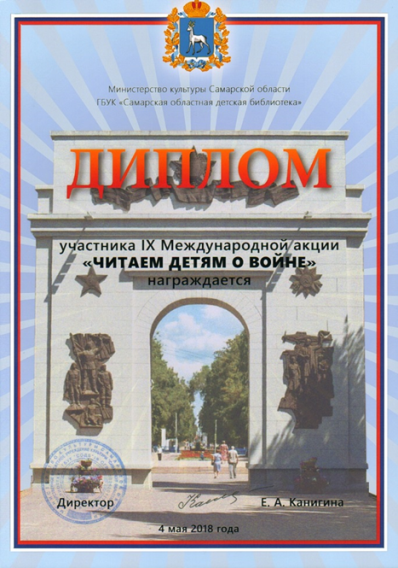 Министерство культуры Самарской области
ГБУК «Самарская областная детская библиотека»
ДИПЛОМ
участника IX Международной акции
«ЧИТАЕМ ДЕТЯМ О ВОЙНЕ»
награждается
Директор Е. А. Канигина
4 мая 2018 года